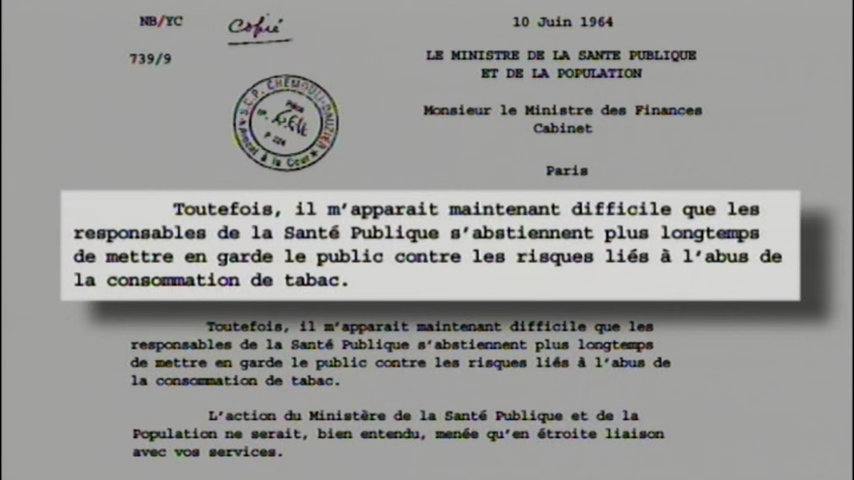 NB/YC
Copié
10 Juin 1964
739/9
LE MINISTRE DE LA SANTE PUBLIQUE
ET DE LA POPULATION
Monsieur le Ministre des Finances
Cabinet
Paris
S.C.P. CHEMOULI-DAUZIER
Avocat à la Cour
Toutefois, il m'apparait maintenant difficile que les
responsables de la Santé Publique s'abstiennent plus longtemps
de mettre en garde le public contre les risques liés à l'abus de
la consommation de tabac.
Toutefois, il m'apparait maintenant difficile que les
responsables de la Santé Publique s'abstiennent plus longtemps
de mettre en garde le public contre les risques liés à l'abus de
la consommation de tabac.
L'action du Ministère de la Santé Publique et de la
Population ne serait, bien entendu, menée qu'en étroite liaison
avec vos services.